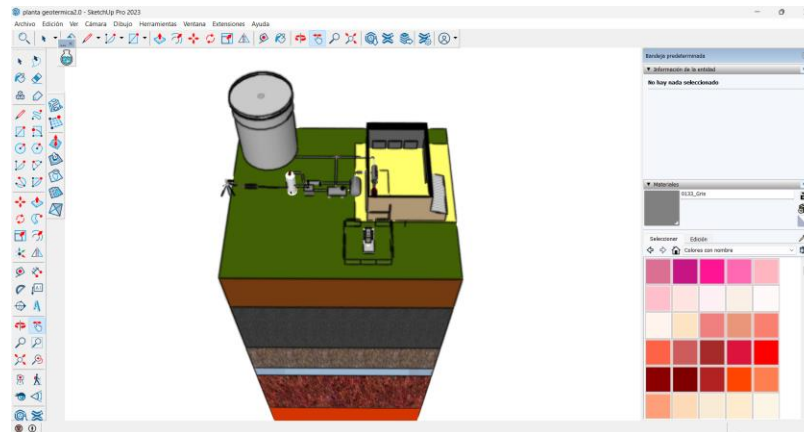 planta geotermica2.0 - SketchUp Pro 2023
Archivo Edición Ver Cámara Dibujo Herramientas Ventana Extensiones Ayuda
Bandeja predeterminada
Información de la entidad
No hay nada seleccionado
Materiales
0133_Gris
Seleccionar Edición
Colores con nombre